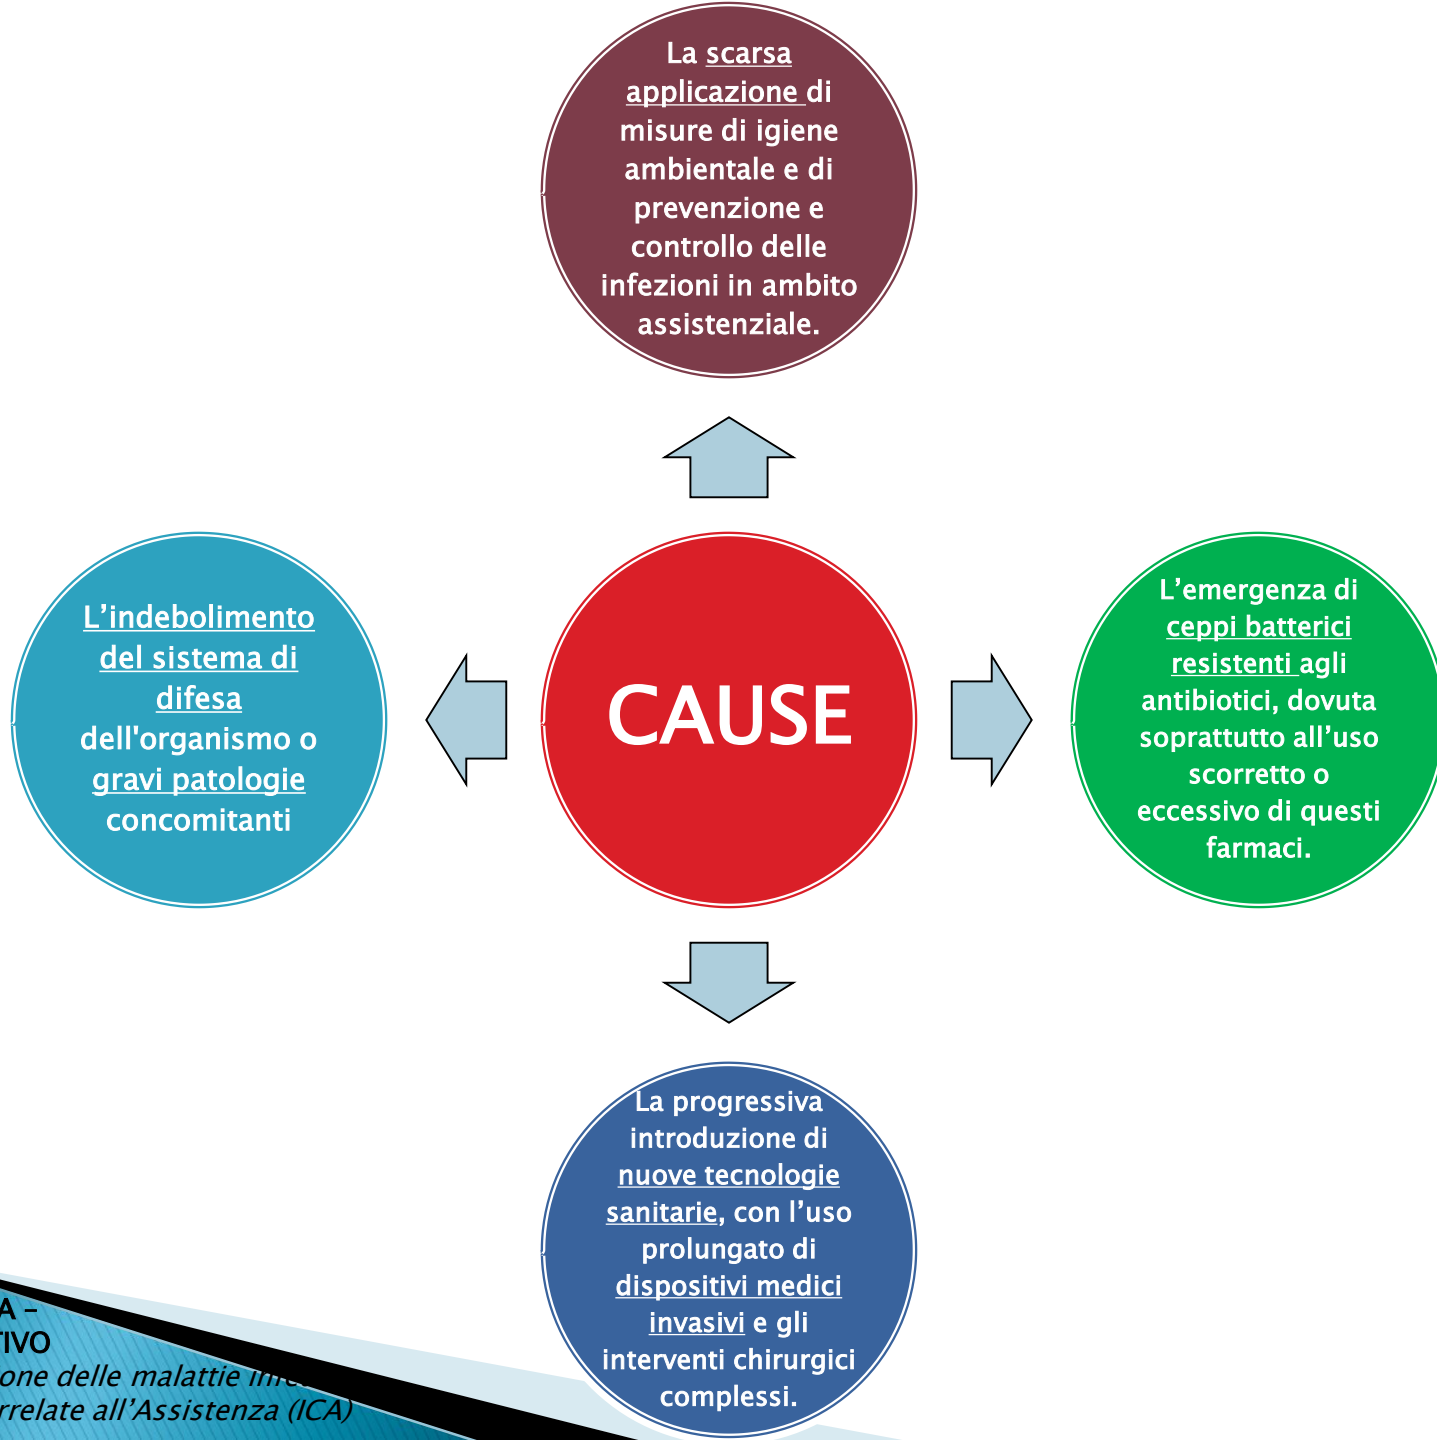 La scarsa
applicazione di
misure di igiene
ambientale e di
prevenzione e
controllo delle
infezioni in ambito
assistenziale.
L'indebolimento
del sistema di
difesa
dell'organismo o
gravi patologie
concomitanti
CAUSE
L’emergenza di
ceppi batterici
resistenti agli
antibiotici, dovuta
soprattutto all’uso
scorretto o
eccessivo di questi
farmaci.
La progressiva
introduzione di
nuove tecnologie
sanitarie, con l’uso
prolungato di
dispositivi medici
invasivi e gli
interventi chirurgici
complessi.
A –
TIVO
one delle malattie
rrelate all’Assistenza (ICA)